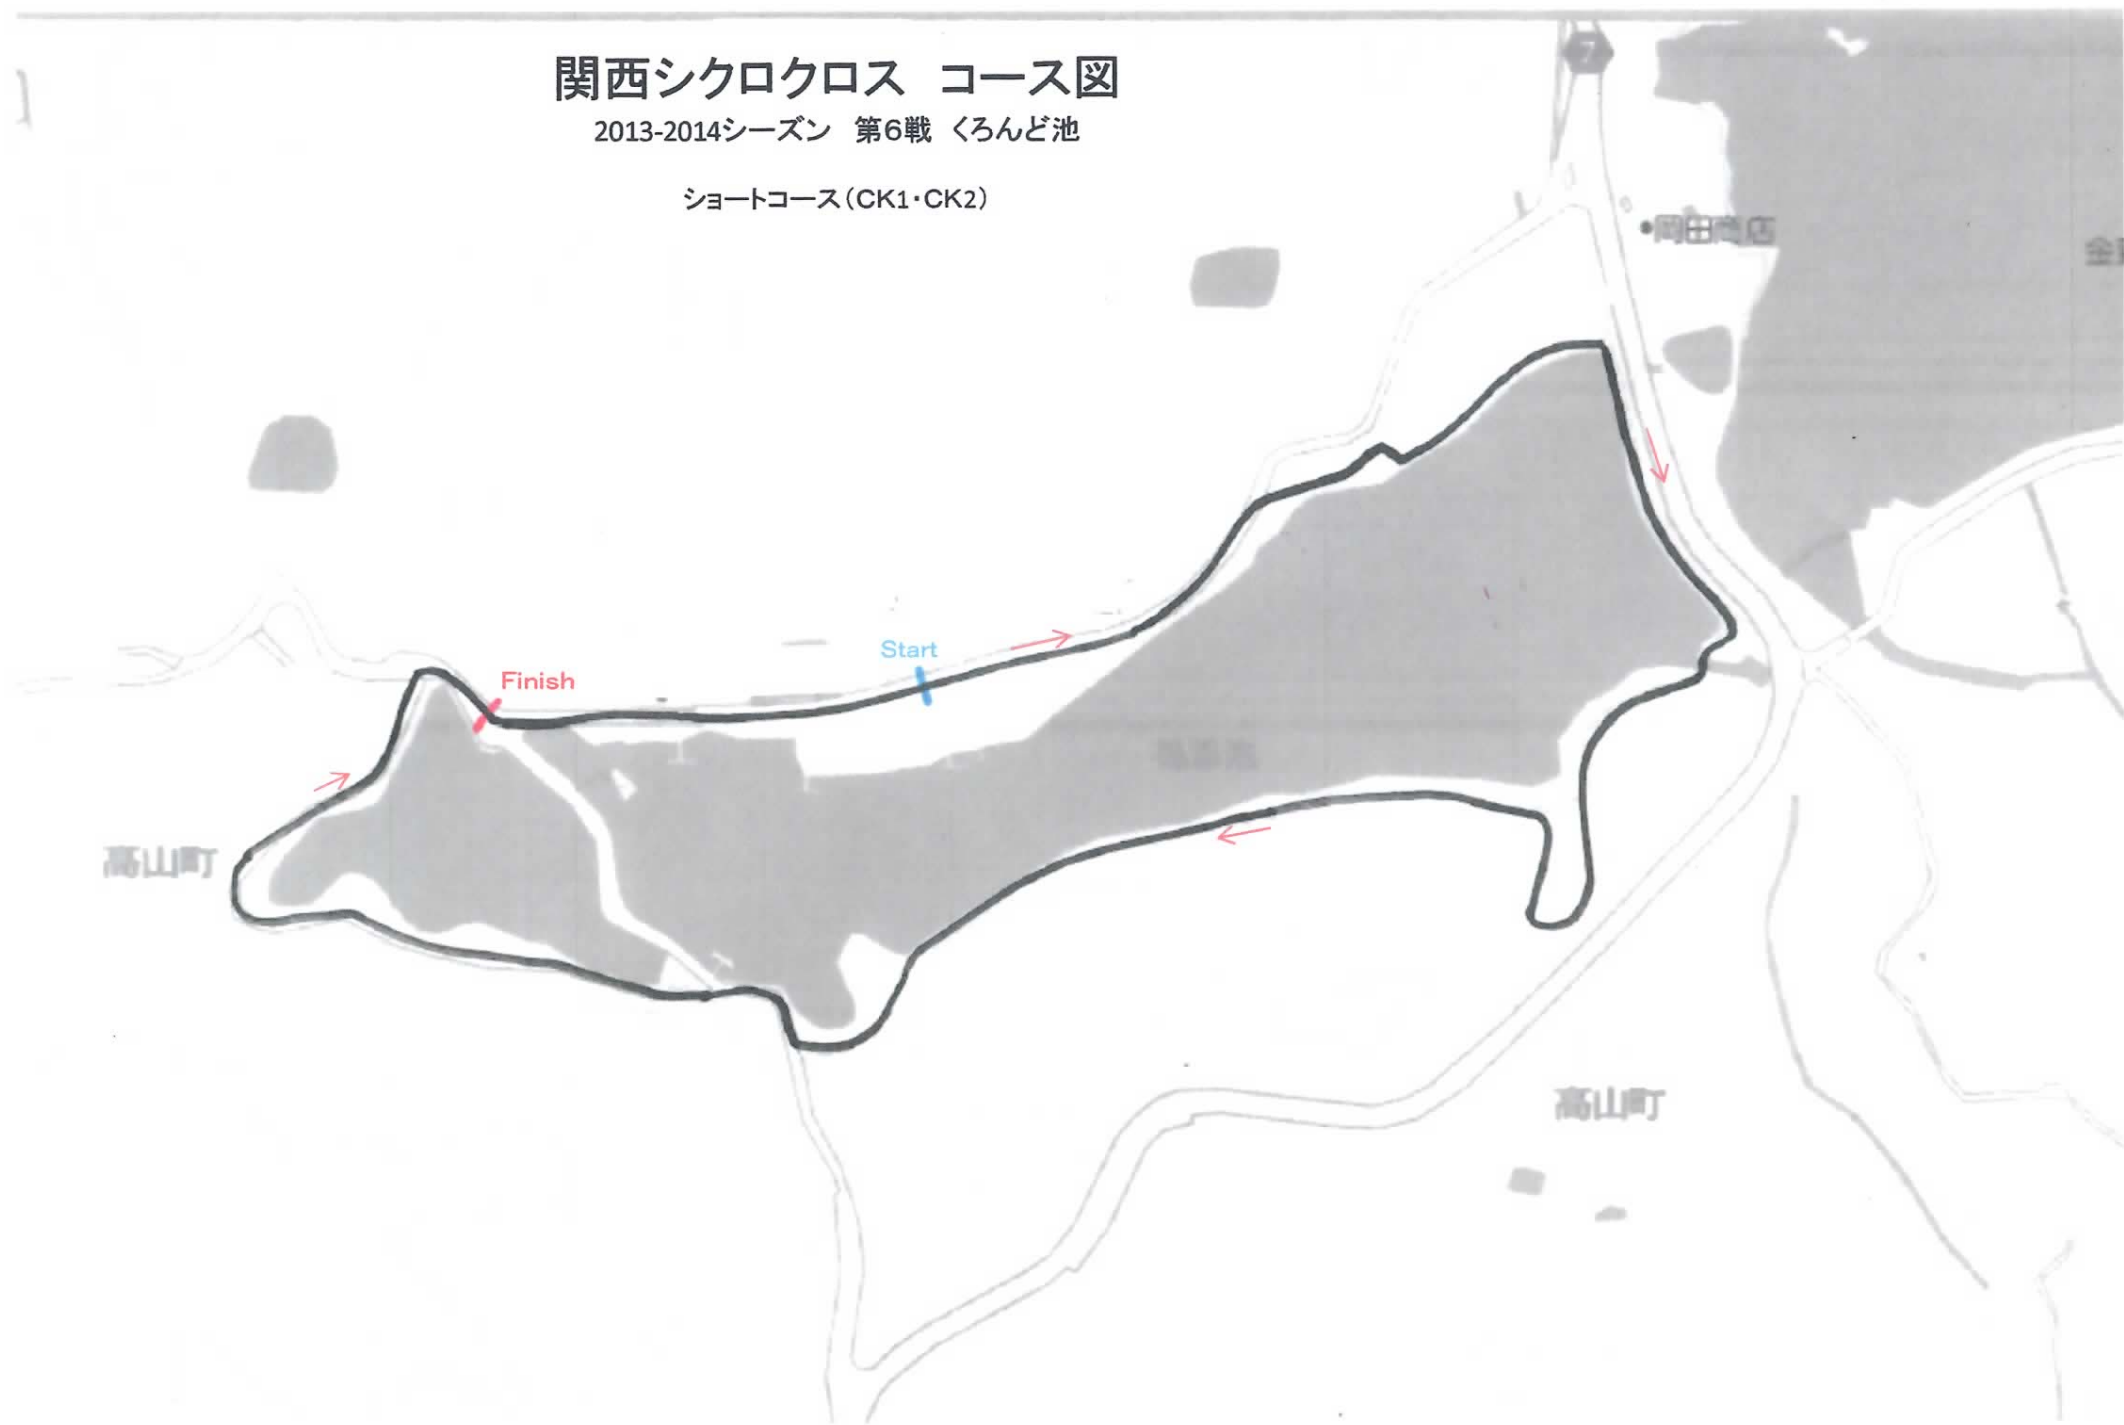 関西シクロクロス　コース図
2013-2014シーズン　第6戦　くろんど池
ショートコース（CK1・CK2）
7
岡田商店
Start
Finish
高山町
高山町